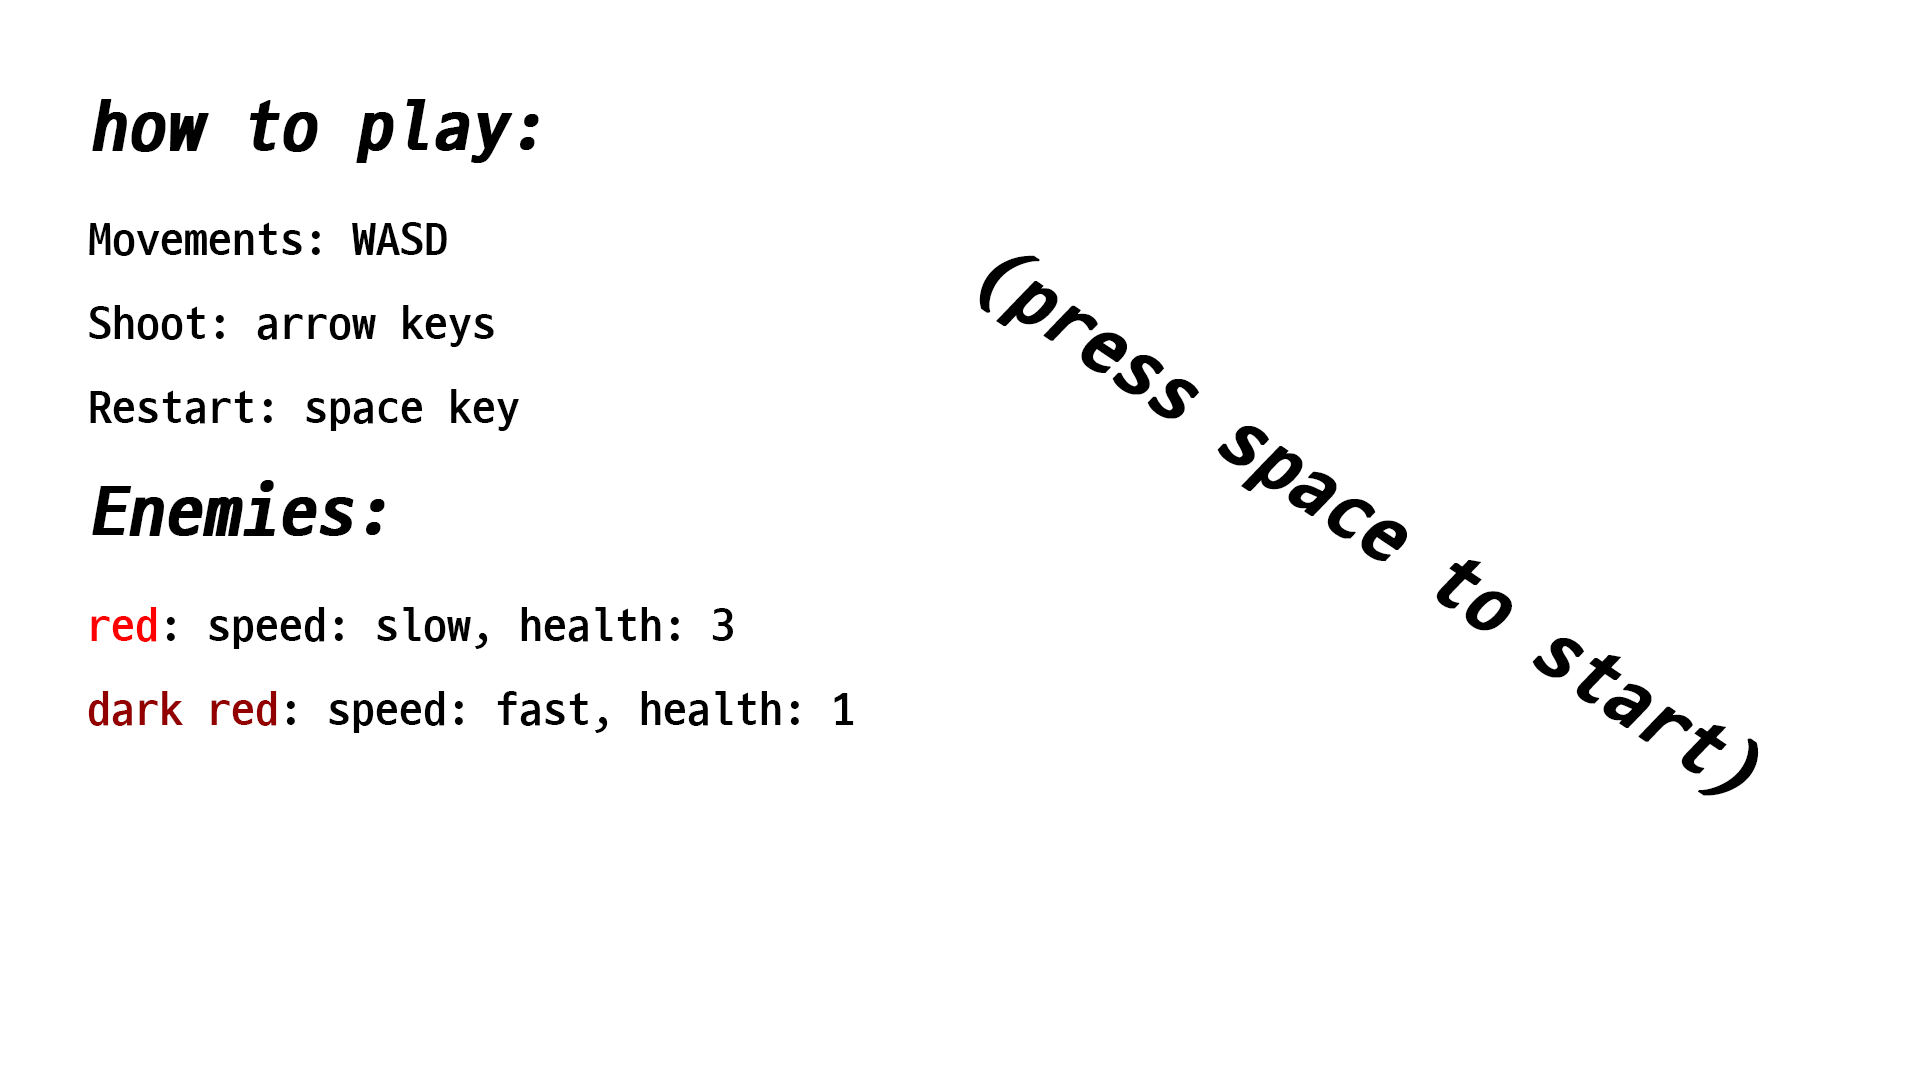 how to play:
Movements: WASD
Shoot: arrow keys
Restart: space key
Enemies:
red: speed: slow, health: 3
dark red: speed: fast, health: 1
(press space to start)